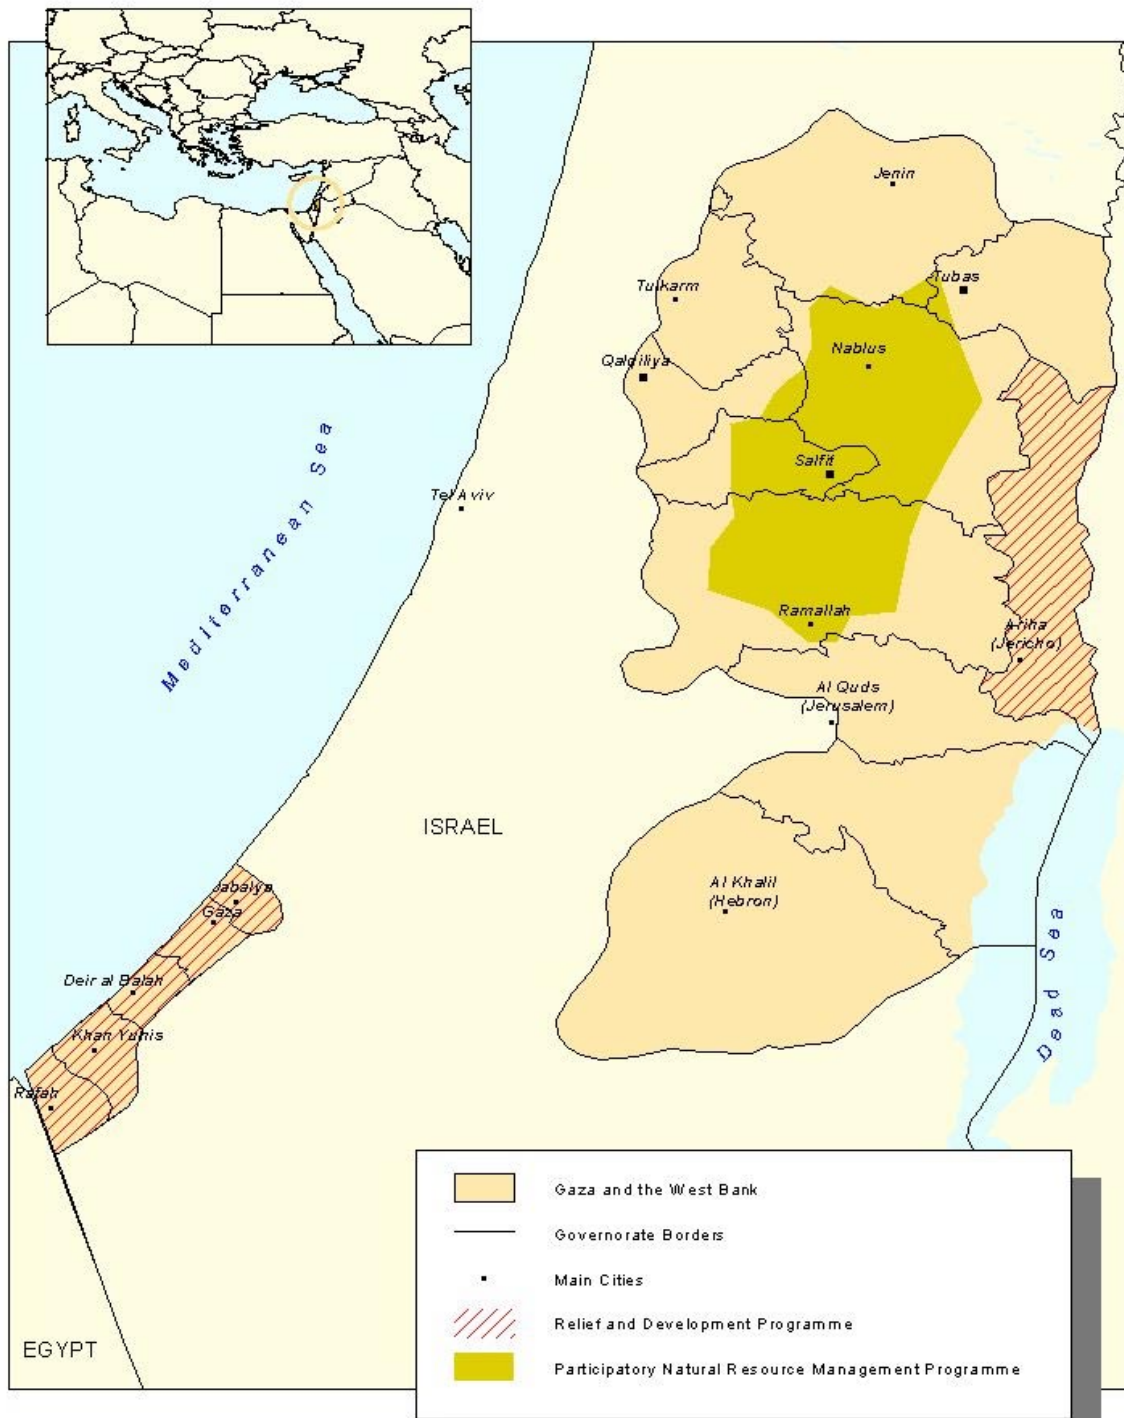 Jenin
Tubas
Tulkarm
Nablus
Qalqiliya
Salfit
Tel Aviv
Mediterranean Sea
Ramallah
Ariha
(Jericho)
Al Quds
(Jerusalem)
ISRAEL
Al Khalil
(Hebron)
Jabalya
Gaza
Dead Sea
Deir al Balah
Khan Yunis
Rafah
EGYPT
Gaza and the West Bank
Governorate Borders
Main Cities
Relief and Development Programme
Participatory Natural Resource Management Programme